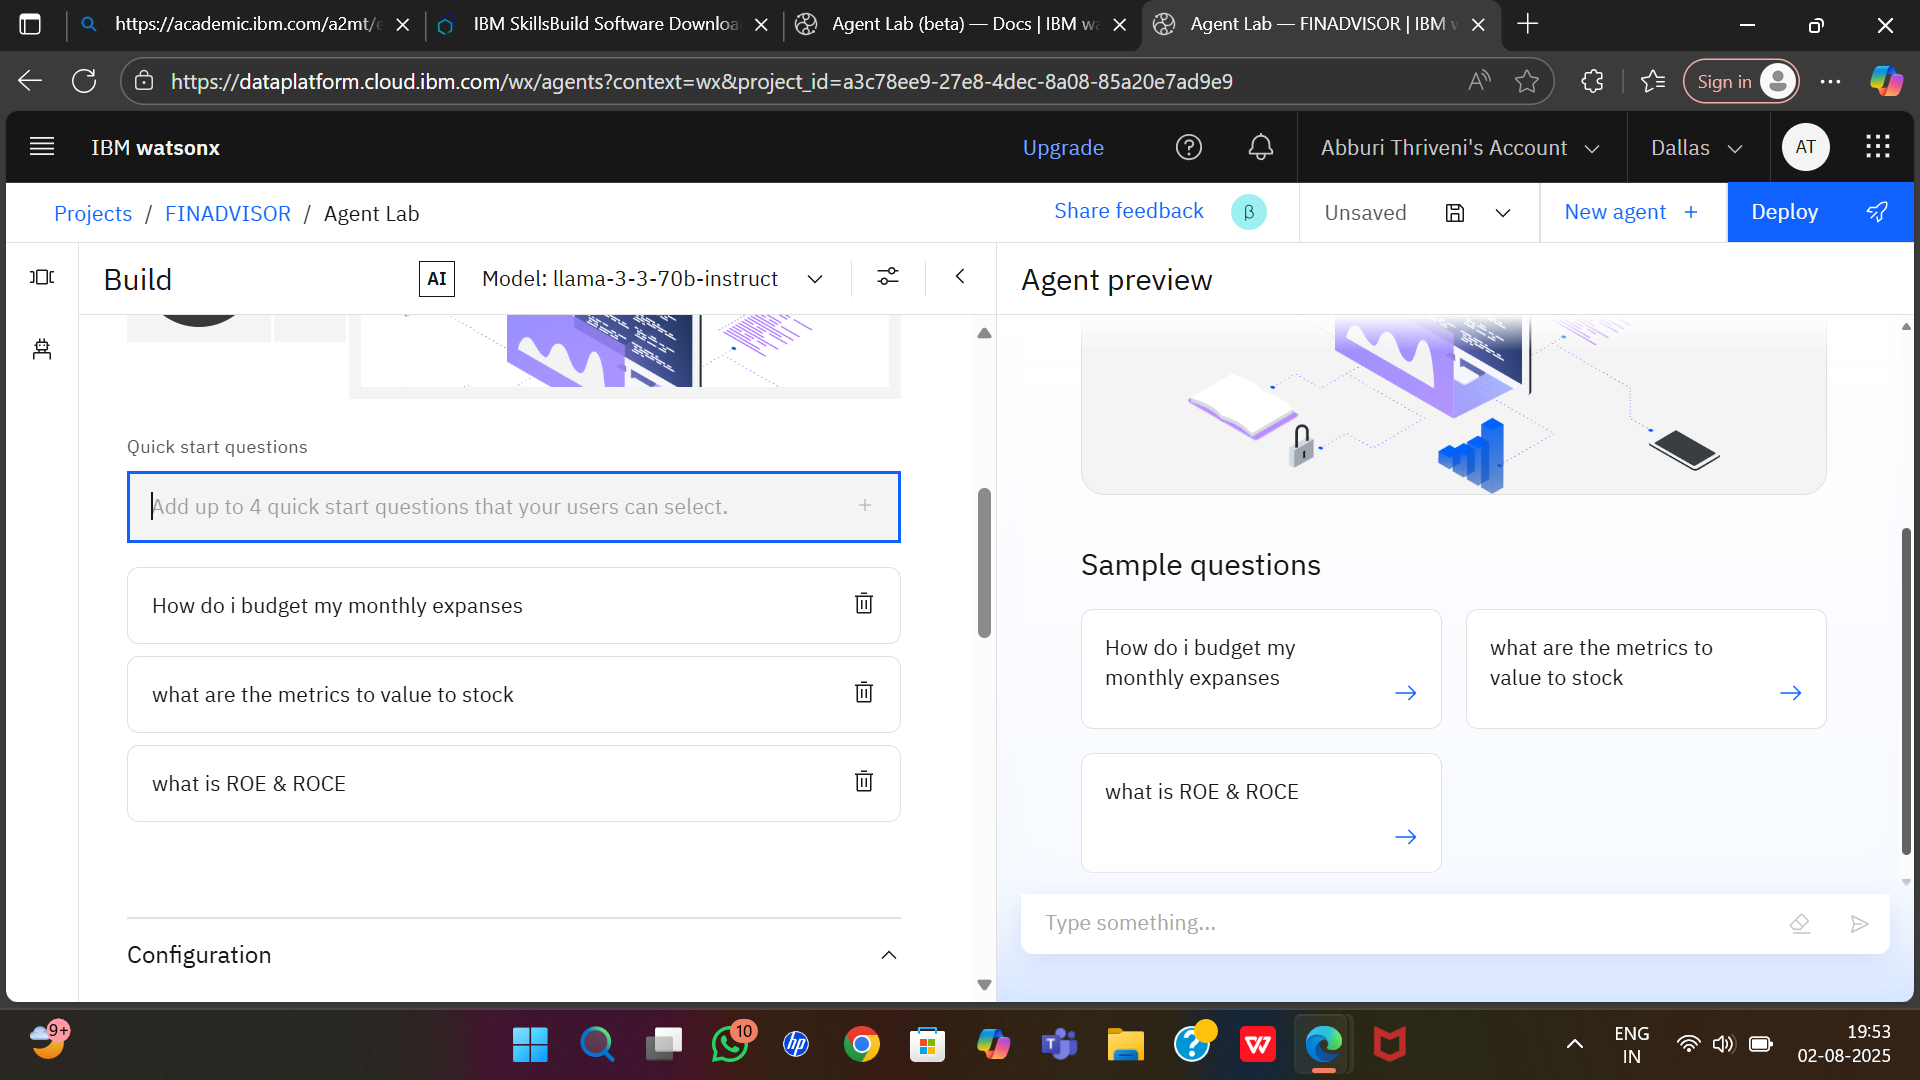 https://academic.ibm.com/a2mt/e
IBM SkillsBuild Software Downloa
Agent Lab (beta) — Docs | IBM wa
Agent Lab — FINADVISOR | IBM w
https://dataplatform.cloud.ibm.com/wx/agents?context=wx&project_id=a3c78ee9-27e8-4dec-8a08-85a20e7ad9e9
Sign in
IBM watsonx
Upgrade
Abburi Thriveni's Account
Dallas
AT
Projects / FINADVISOR / Agent Lab
Share feedback
β
Unsaved
New agent +
Deploy
Build
AI
Model: llama-3-3-70b-instruct
Agent preview
Quick start questions
Add up to 4 quick start questions that your users can select.
How do i budget my monthly expanses
what are the metrics to value to stock
what is ROE & ROCE
Configuration
Sample questions
How do i budget my
monthly expanses
what are the metrics to
value to stock
what is ROE & ROCE
Type something...
9+
10
hp
ENG
IN
19:53
02-08-2025